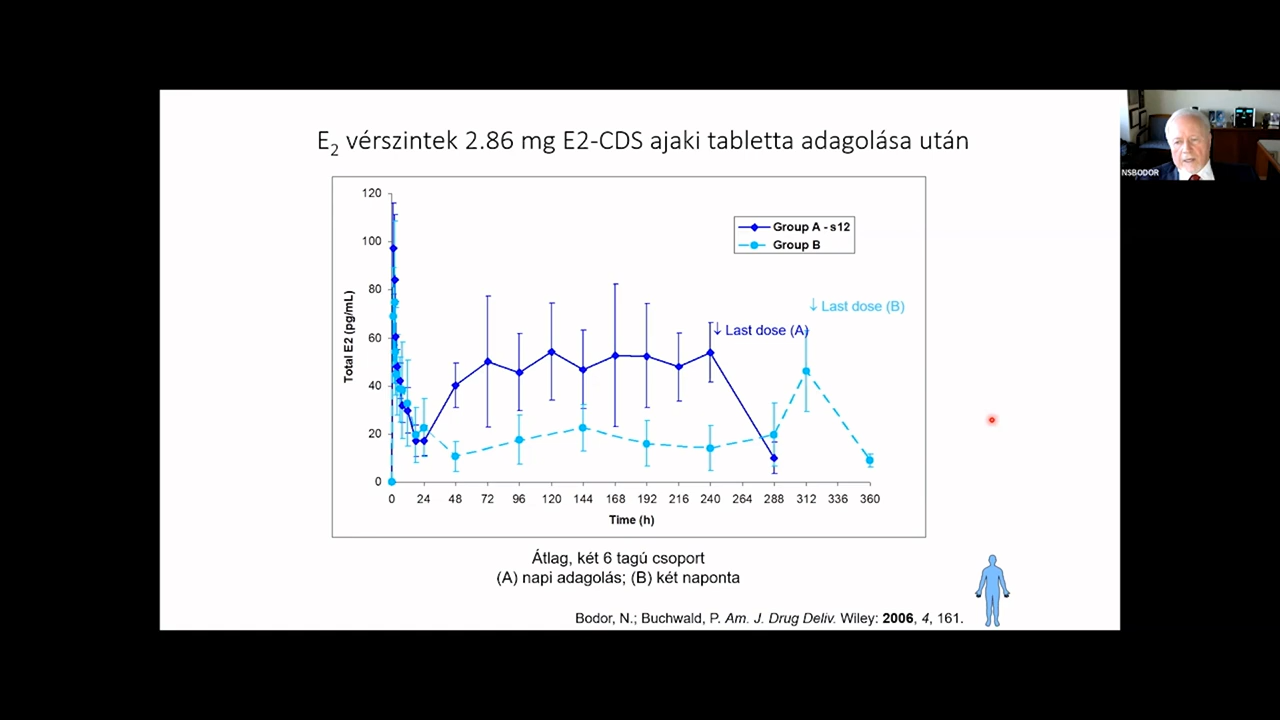 E2 vérszintek 2.86 mg E2-CDS ajaki tabletta adagolása után
NSBODOR
120
100
80
60
40
20
0
Total E2 (pg/mL)
Group A - s12
Group B
↓ Last dose (B)
↓ Last dose (A)
0 24 48 72 96 120 144 168 192 216 240 264 288 312 336 360
Time (h)
Átlag, két 6 tagú csoport
(A) napi adagolás; (B) két naponta
Bodor, N.; Buchwald, P. Am. J. Drug Deliv. Wiley: 2006, 4, 161.